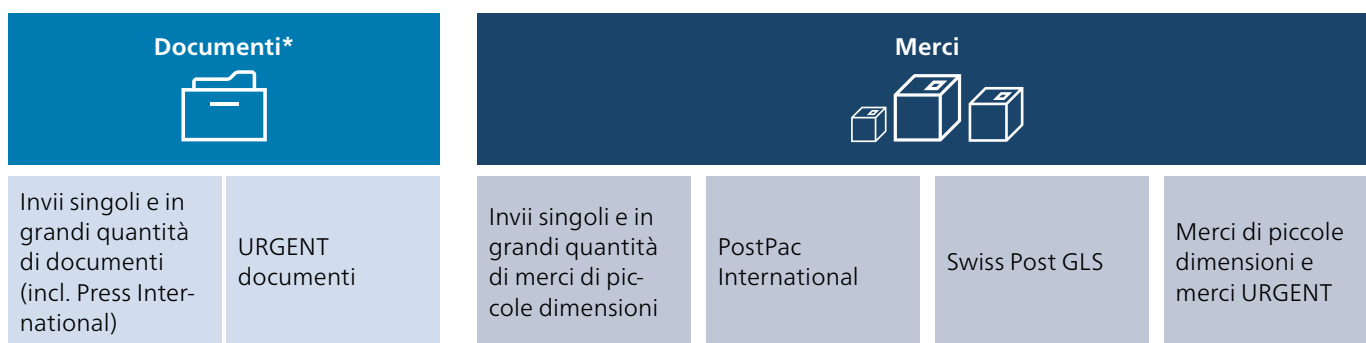 Documenti*
Merci
Invii singoli e in
grandi quantità
di documenti
(incl. Press Inter-
national)
URGENT
documenti
Invii singoli e in
grandi quantità
di merci di pic-
cole dimensioni
PostPac
International
Swiss Post GLS
Merci di piccole
dimensioni e
merci URGENT